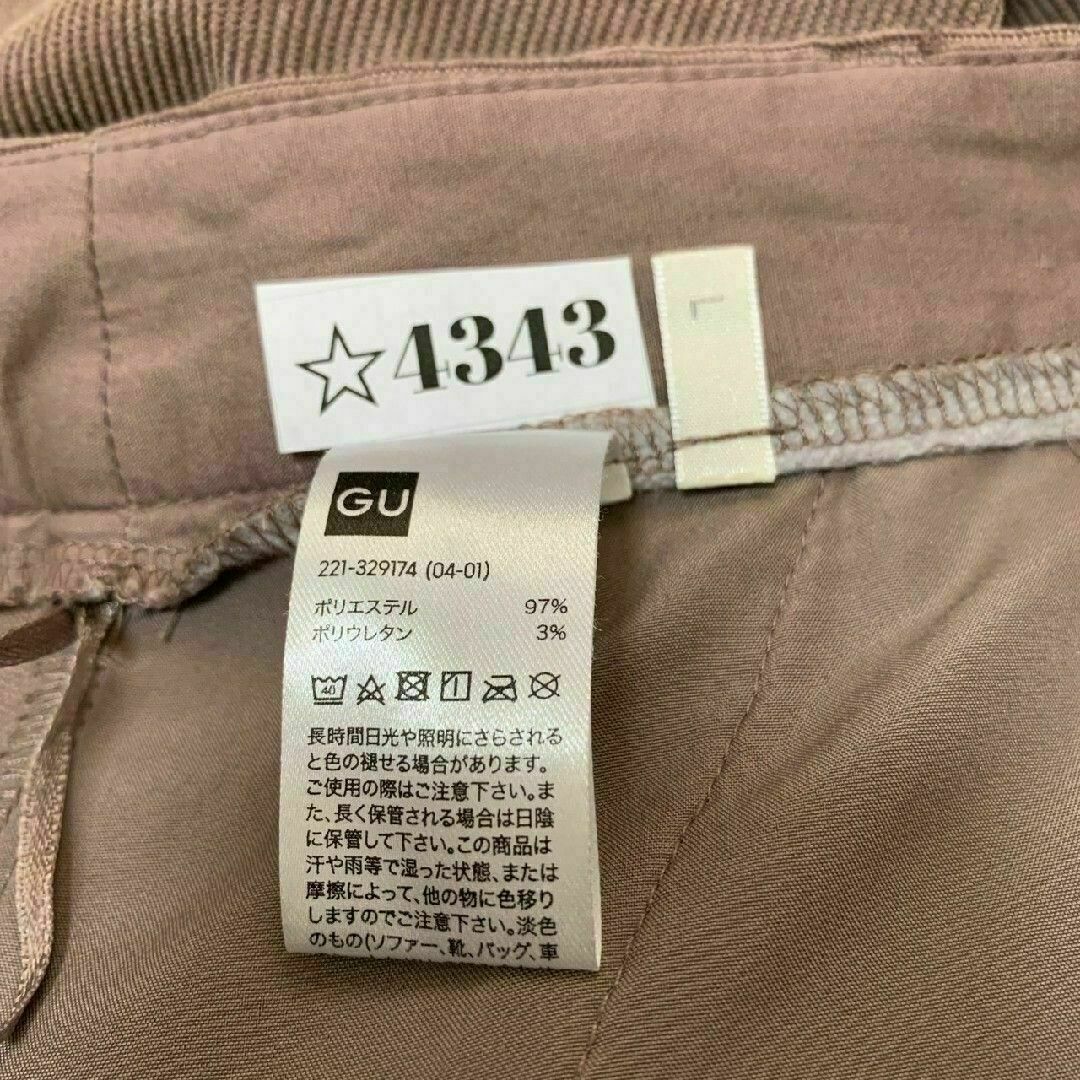 ☆4343
L
GU
221-329174 (04-01)
ポリエステル 97%
ポリウレタン 3%
40
長時間日光や照明にさらされる
と色の褪せる場合があります。
ご使用の際はご注意下さい。ま
た、長く保管される場合は日陰
に保管して下さい。この商品は
汗や雨等で湿った状態、または
摩擦によって、他の物に色移り
しますのでご注意下さい。淡色
のもの(ソファー、靴、バッグ、車